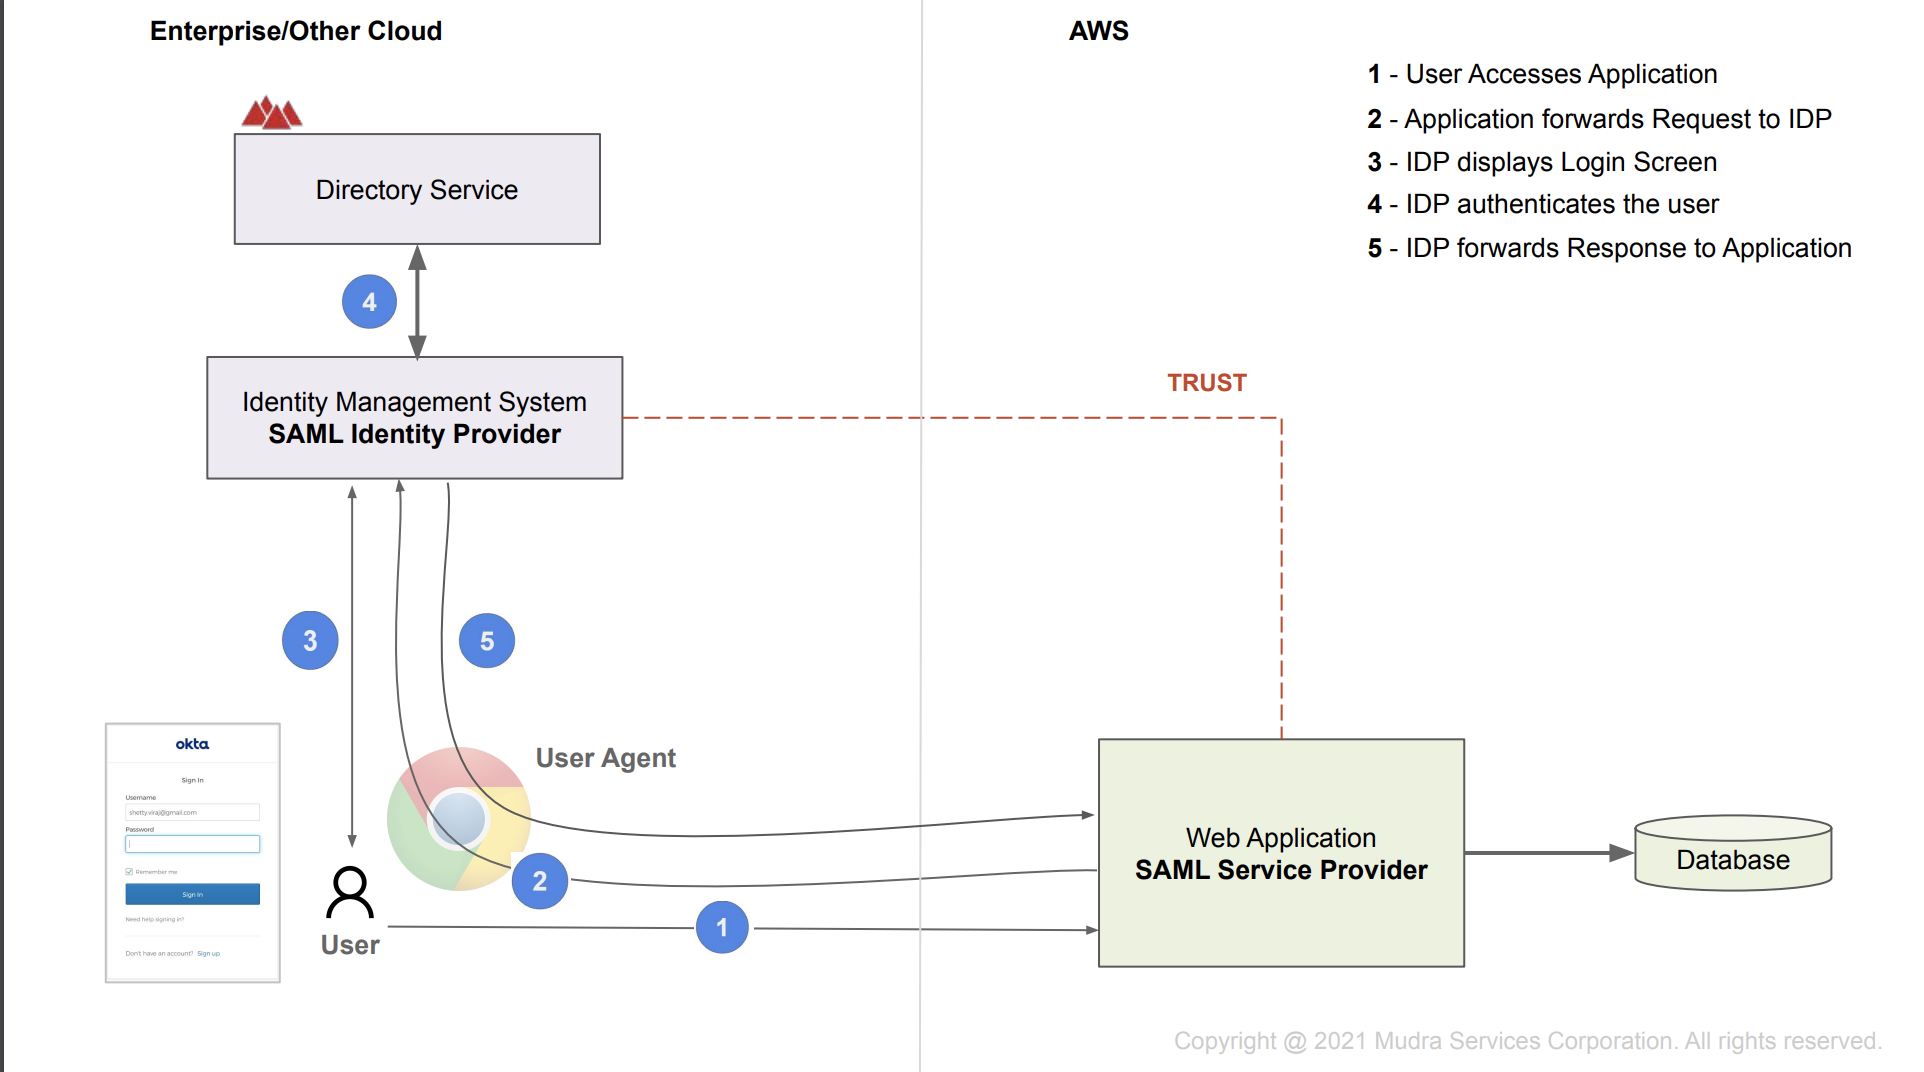 Enterprise/Other Cloud
AWS
1 - User Accesses Application
2 - Application forwards Request to IDP
3 - IDP displays Login Screen
4 - IDP authenticates the user
5 - IDP forwards Response to Application
Directory Service
4
Identity Management System
SAML Identity Provider
TRUST
3
5
okta
Sign In
Username
shetty.viraj@gmail.com
Password
Remember me
Sign In
Need help signing in?
Don't have an account? Sign up
User Agent
2
User
1
Web Application
SAML Service Provider
Database
Copyright @ 2021 Mudra Services Corporation. All rights reserved.